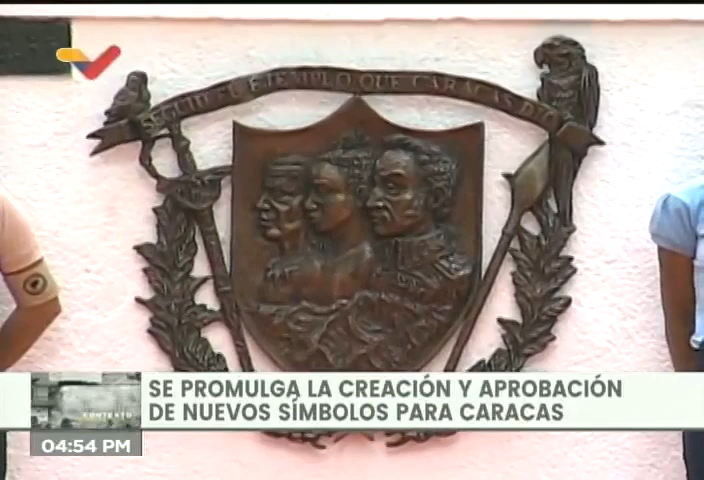 SEGUID EL EJEMPLO QUE CARACAS DIO
SE PROMULGA LA CREACIÓN Y APROBACIÓN
DE NUEVOS SÍMBOLOS PARA CARACAS
CONTEXTO
04:54 PM